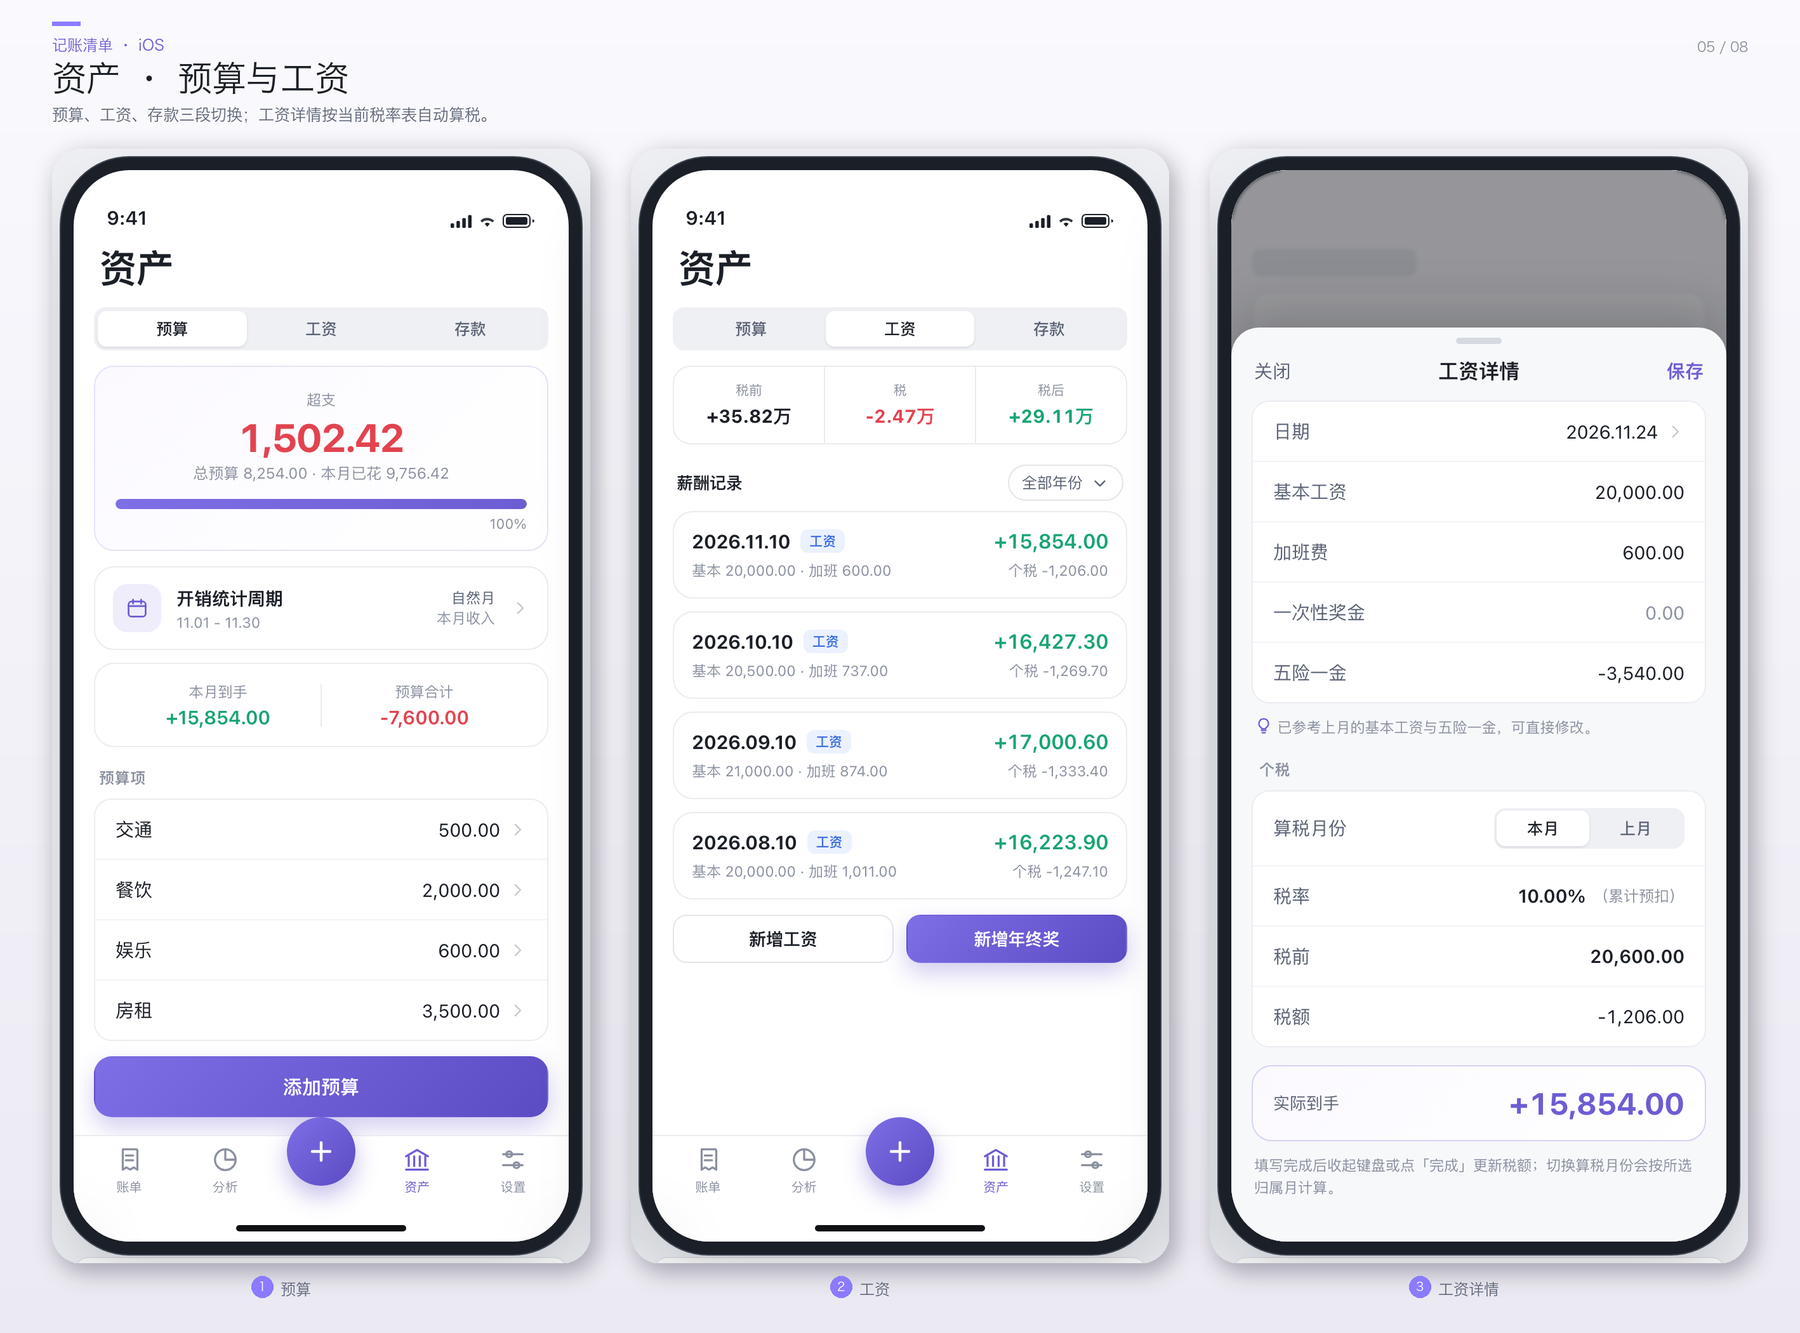 记账清单 · iOS
05 / 08
资产 · 预算与工资
预算、工资、存款三段切换；工资详情按当前税率表自动算税。
9:41
资产
预算 工资 存款
超支
1,502.42
总预算 8,254.00 · 本月已花 9,756.42
100%
开销统计周期
11.01 - 11.30
自然月
本月收入
本月到手 预算合计
+15,854.00 -7,600.00
预算项
交通 500.00
餐饮 2,000.00
娱乐 600.00
房租 3,500.00
添加预算
账单 分析 资产 设置
1 预算
9:41
资产
预算 工资 存款
税前 税 税后
+35.82万 -2.47万 +29.11万
薪酬记录 全部年份
2026.11.10 工资 +15,854.00
基本 20,000.00 · 加班 600.00 个税 -1,206.00
2026.10.10 工资 +16,427.30
基本 20,500.00 · 加班 737.00 个税 -1,269.70
2026.09.10 工资 +17,000.60
基本 21,000.00 · 加班 874.00 个税 -1,333.40
2026.08.10 工资 +16,223.90
基本 20,000.00 · 加班 1,011.00 个税 -1,247.10
新增工资 新增年终奖
账单 分析 资产 设置
2 工资
关闭 工资详情 保存
日期 2026.11.24
基本工资 20,000.00
加班费 600.00
一次性奖金 0.00
五险一金 -3,540.00
已参考上月的基本工资与五险一金，可直接修改。
个税
算税月份 本月 上月
税率 10.00% （累计预扣）
税前 20,600.00
税额 -1,206.00
实际到手 +15,854.00
填写完成后收起键盘或点「完成」更新税额；切换算税月份会按所选
归属月计算。
3 工资详情